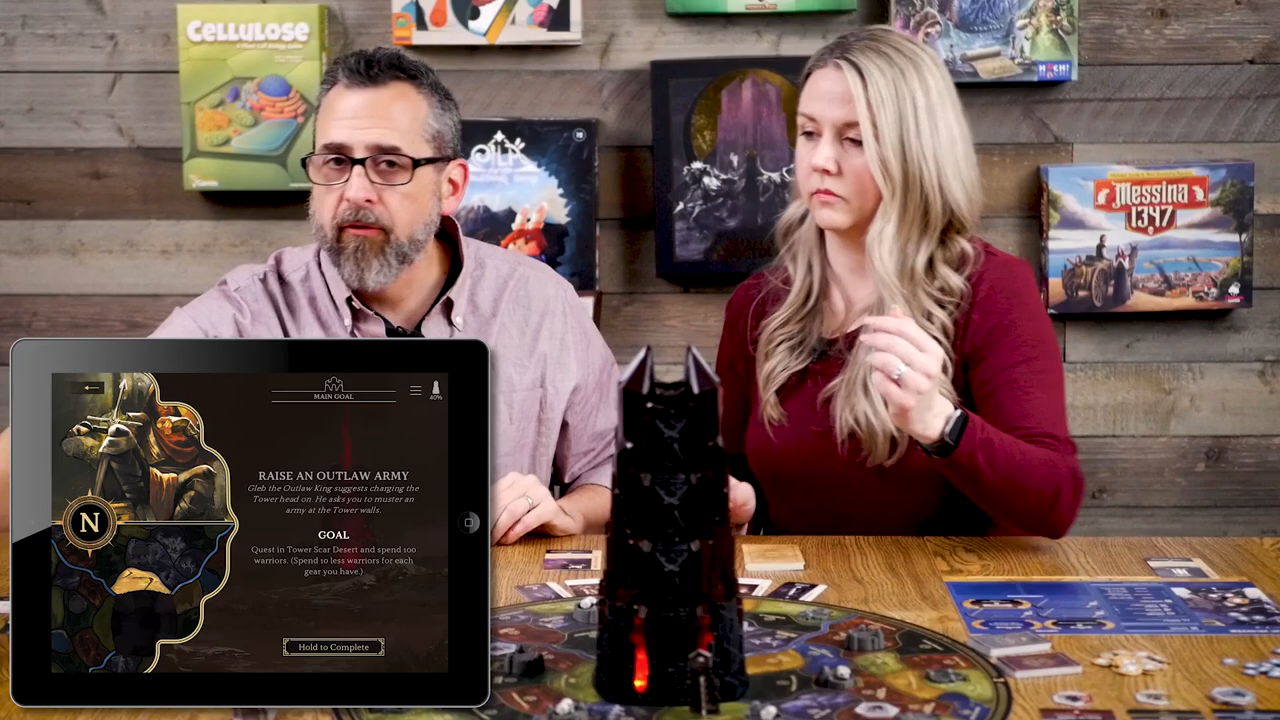 CELLULOSE
HUCH!
MESSINA
1347
MAIN GOAL
40%
RAISE AN OUTLAW ARMY
Gleb the Outlaw King suggests charging the
Tower head on. He asks you to muster an
army at the Tower walls.
N
GOAL
Quest in Tower Scar Desert and spend 100
warriors. (Spend 10 less warriors for each
gear you have.)
Hold to Complete